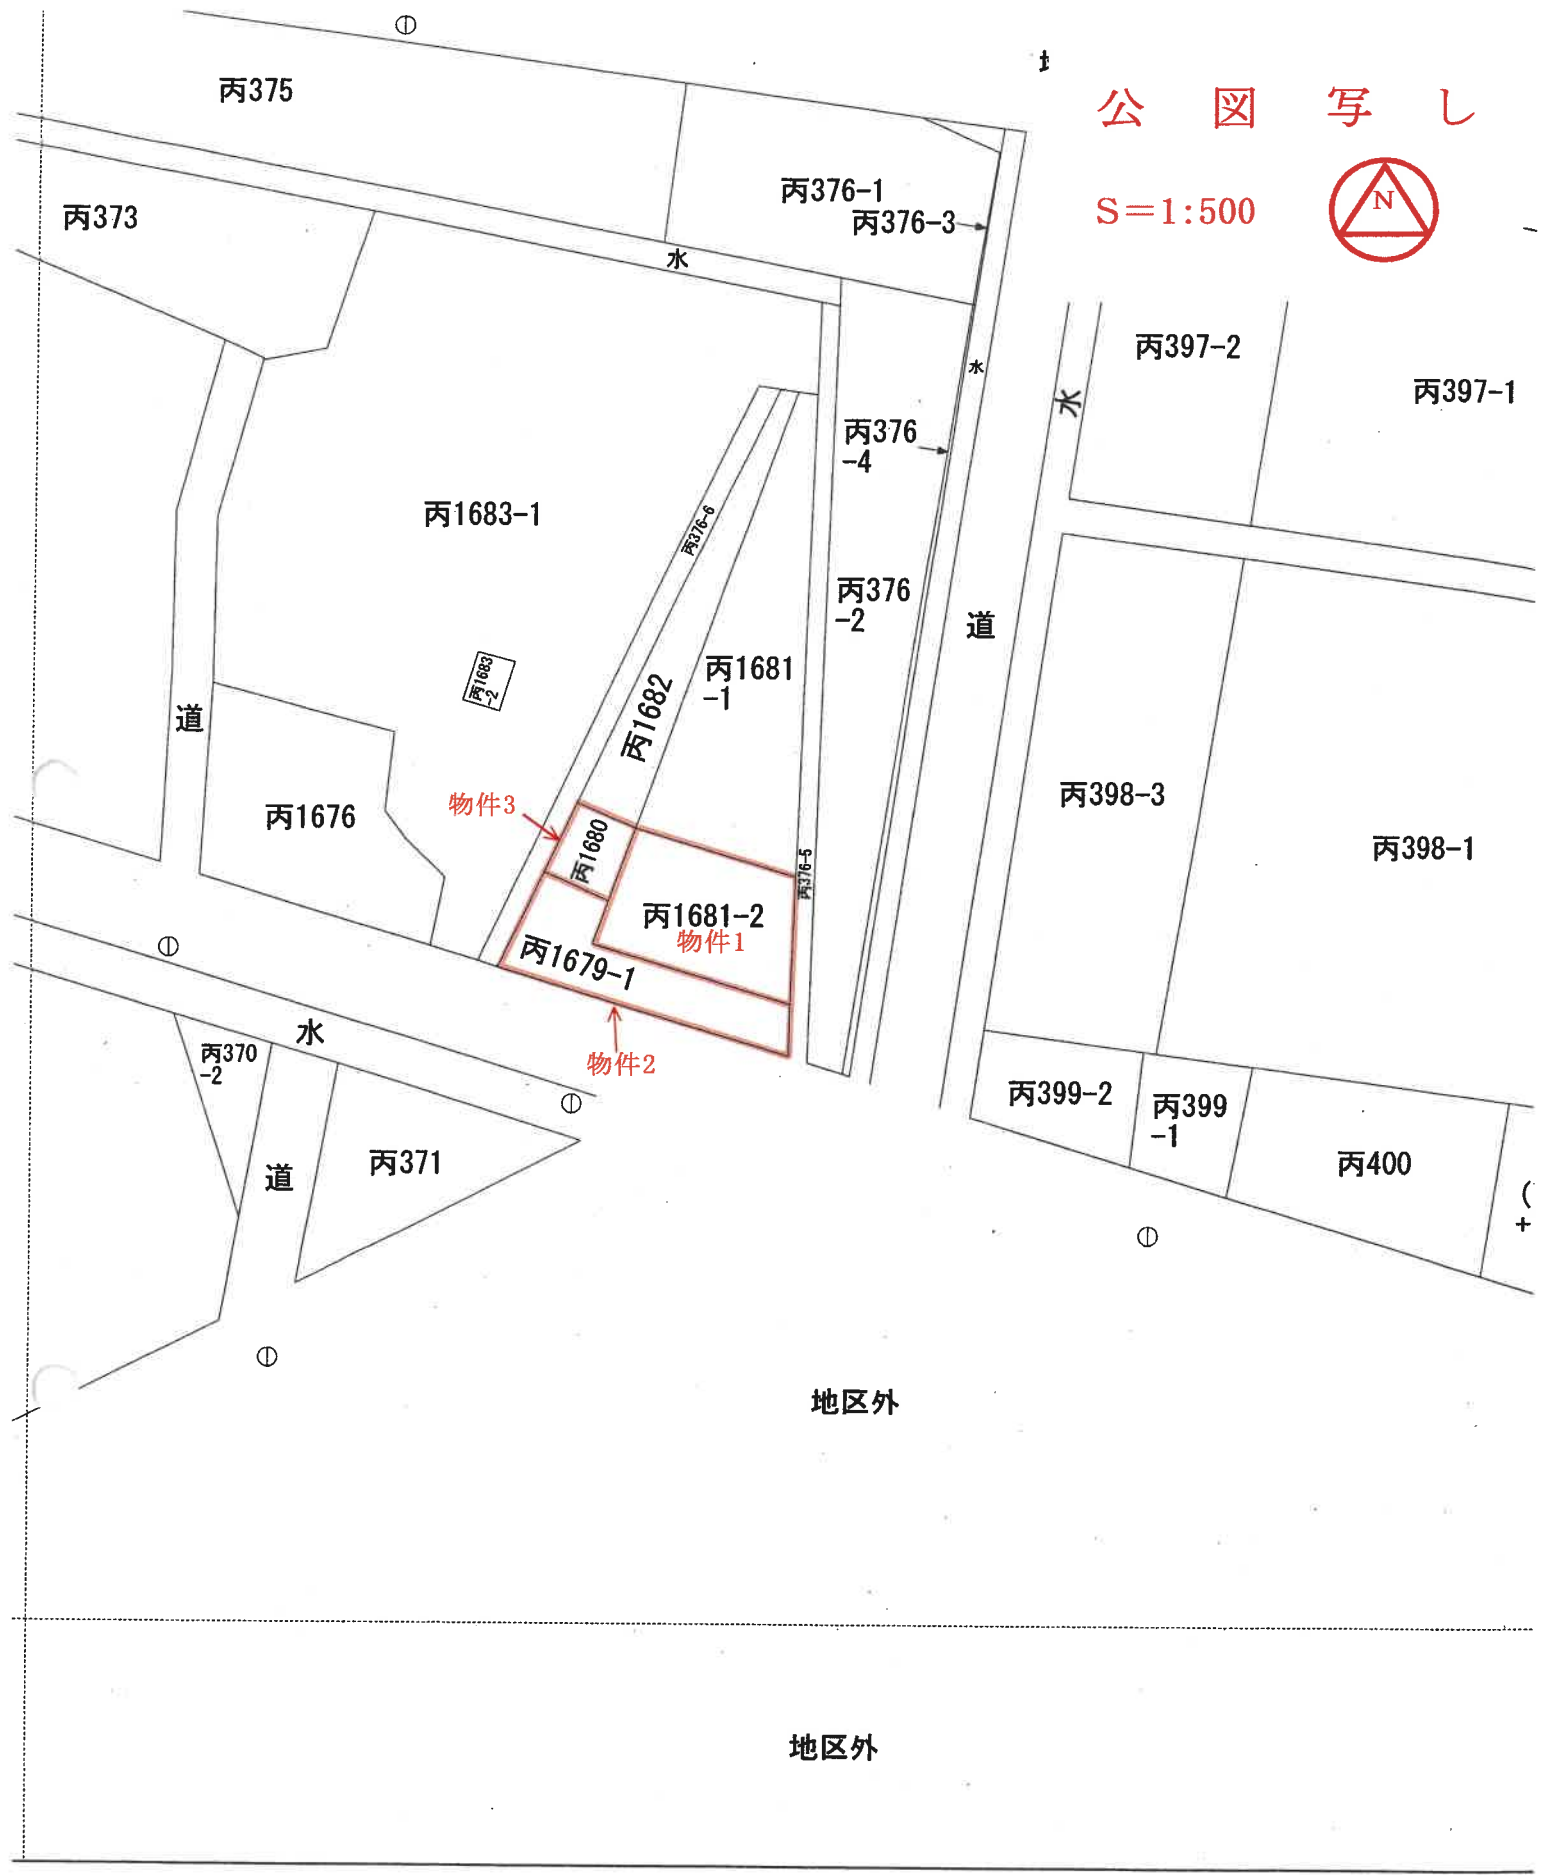 公図写し
S=1:500
N
丙375
丙376-1
丙376-3
丙373
水
丙397-2
丙397-1
水
水
丙376
-4
丙1683-1
丙376-6
丙376
-2
道
丙1683
-2
丙1682
丙1681
-1
道
丙398-3
物件3
丙1676
丙1680
丙398-1
丙376-5
丙1681-2
物件1
丙1679-1
水
丙370
-2
物件2
丙399-2
丙399
-1
丙371
道
丙400
地区外
地区外